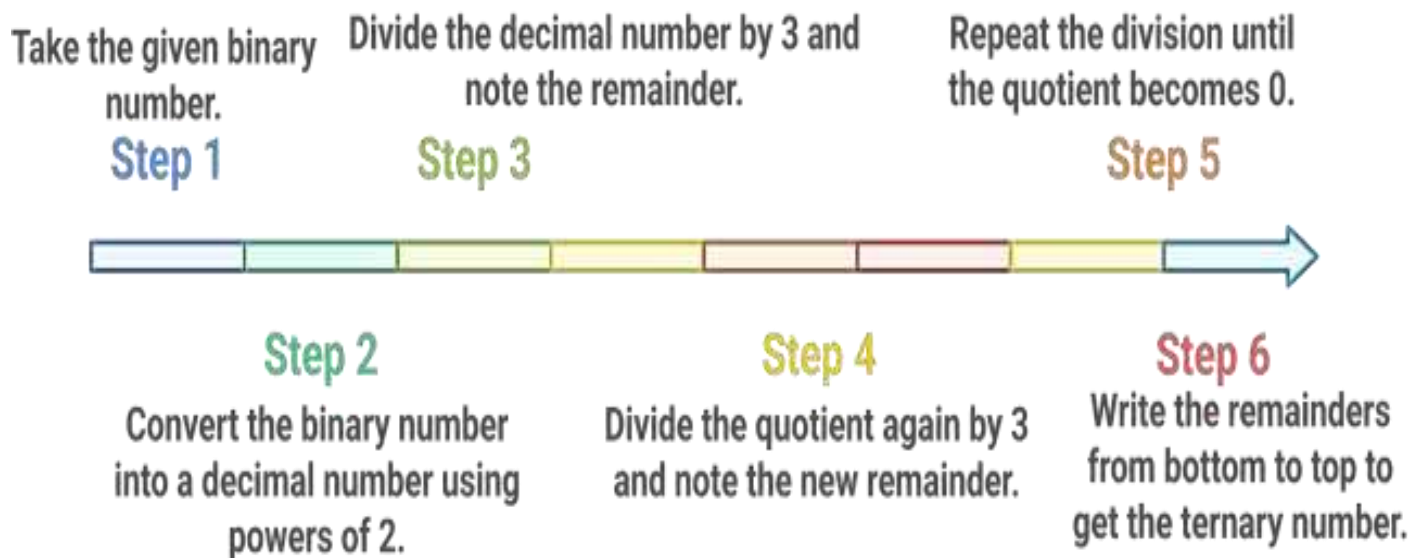 Take the given binary
number.
Step 1
Divide the decimal number by 3 and
note the remainder.
Step 3
Repeat the division until
the quotient becomes 0.
Step 5
Step 2
Convert the binary number
into a decimal number using
powers of 2.
Step 4
Divide the quotient again by 3
and note the new remainder.
Step 6
Write the remainders
from bottom to top to
get the ternary number.